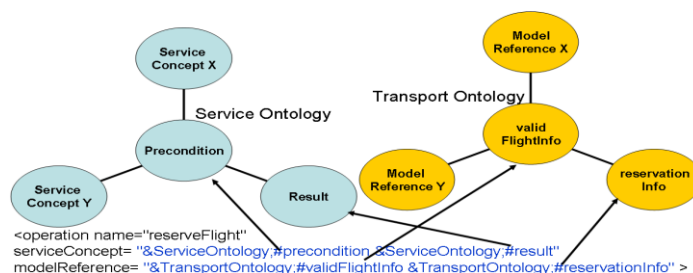 Service
Concept X
Service Ontology
Precondition
Service
Concept Y
Result
Model
Reference X
Transport Ontology
valid
FlightInfo
Model
Reference Y
reservation
Info
<operation name="reserveFlight"
serviceConcept= "&ServiceOntology;#precondition &ServiceOntology;#result"
modelReference= "&TransportOntology;#validFlightInfo &TransportOntology;#reservationInfo" >